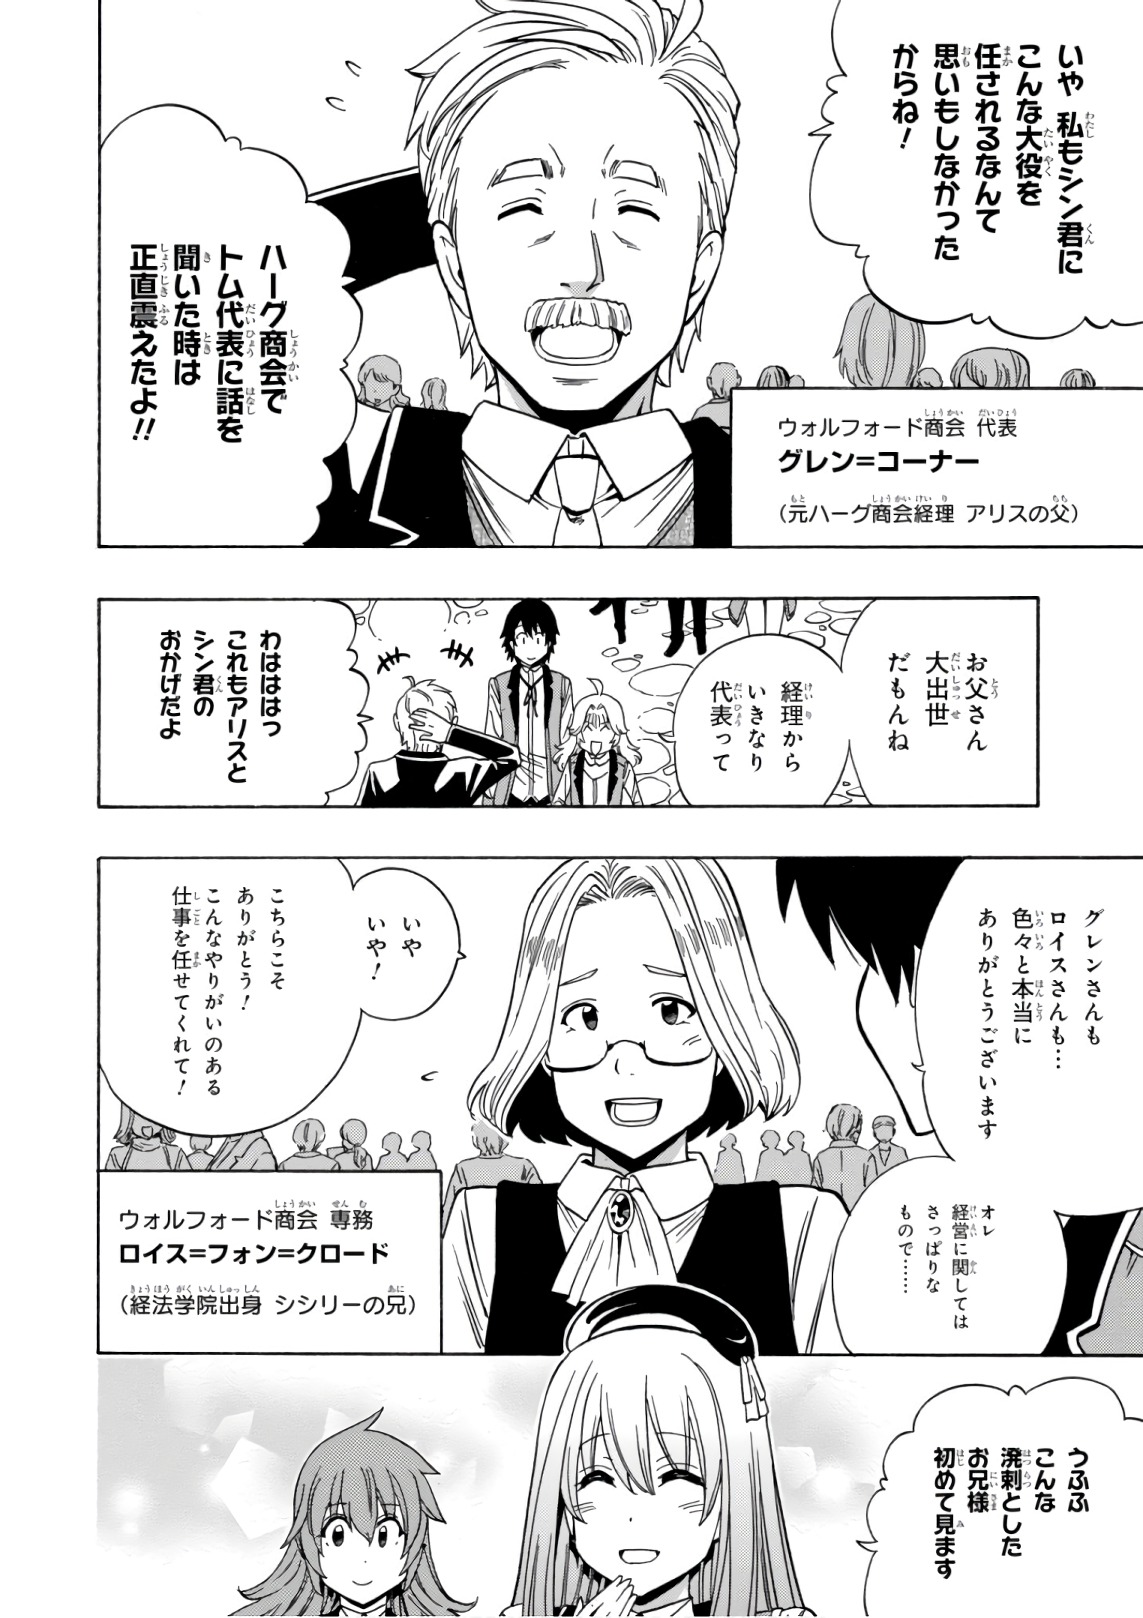 いや 私もシン君に
こんな大役を
任されるなんて
思いもしなかった
からね!
ハーグ商会で
トム代表に話を
聞いた時は
正直震えたよ!!
ウォルフォード商会 代表
グレン=コーナー
(元ハーグ商会経理 アリスの父)
お父さん
大出世
だもんね
経理から
いきなり
代表って
わはははっ
これもアリスと
シン君の
おかげだよ
グレンさんも
ロイスさんも…
色々と本当に
ありがとうございます
オレ
経営に関しては
さっぱりな
もので……
いや
いや!
こちらこそ
ありがとう!
こんなやりがいのある
仕事を任せてくれて!
ウォルフォード商会 専務
ロイス=フォン=クロード
(経法学院出身 シシリーの兄)
うふふ
こんな
溌剌とした
お兄様
初めて見ます